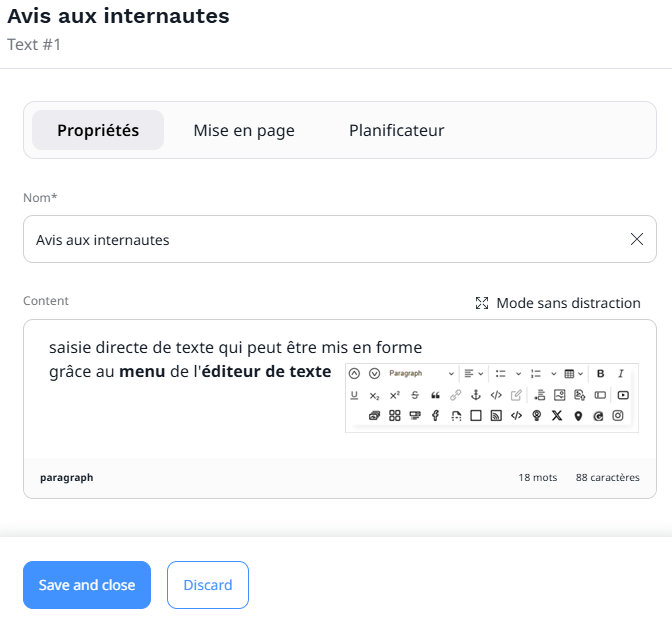 Avis aux internautes
Text #1
Propriétés Mise en page Planificateur
Nom*
Avis aux internautes
Content Mode sans distraction
saisie directe de texte qui peut être mis en forme
grâce au menu de l'éditeur de texte
Paragraph B I
U X₂ X² S
paragraph 18 mots 88 caractères
Save and close Discard